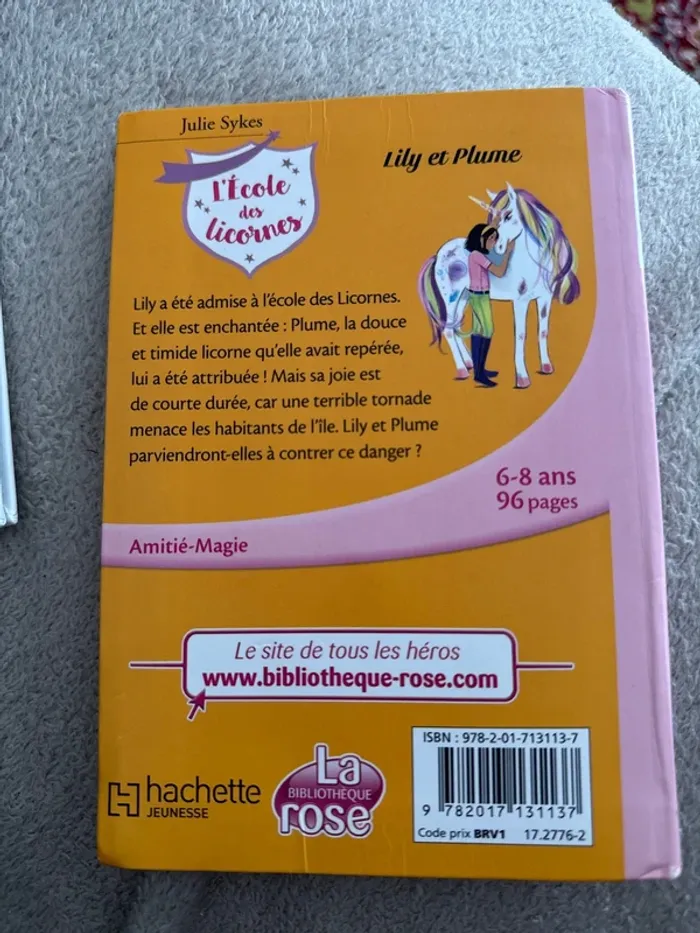 Julie Sykes
L'École
des
licornes
Lily et Plume
Lily a été admise à l'école des Licornes.
Et elle est enchantée : Plume, la douce
et timide licorne qu'elle avait repérée,
lui a été attribuée ! Mais sa joie est
de courte durée, car une terrible tornade
menace les habitants de l'île. Lily et Plume
parviendront-elles à contrer ce danger ?
6-8 ans
96 pages
Amitié-Magie
Le site de tous les héros
www.bibliotheque-rose.com
hachette
JEUNESSE
La
BIBLIOTHÈQUE
rose
ISBN : 978-2-01-713113-7
9 782017 131137
Code prix BRV1 17.2776-2